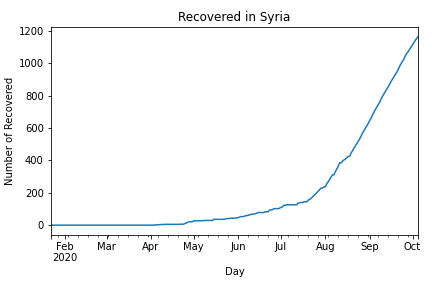 Recovered in Syria
1200
1000
800
600
400
200
0
Number of Recovered
Feb Mar Apr May Jun Jul Aug Sep Oct
2020
Day